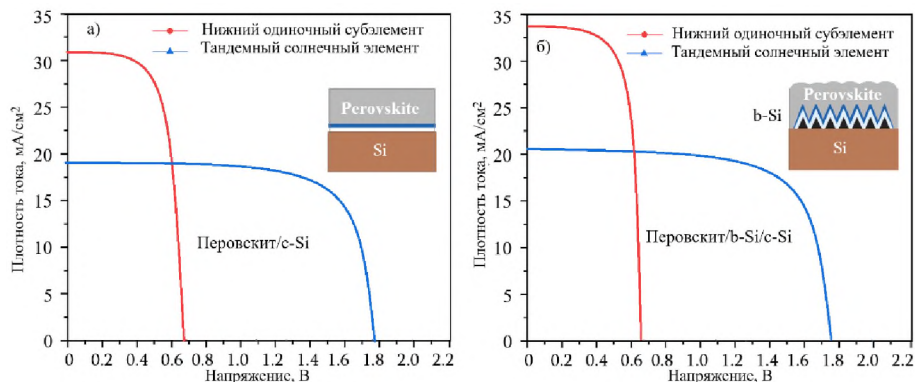 а)
Нижний одиночный субэлемент
Тандемный солнечный элемент
Perovskite
Si
Перовскит/c-Si
Плотность тока, мА/см²
35
30
25
20
15
10
5
0
0 0.2 0.4 0.6 0.8 1.0 1.2 1.4 1.6 1.8 2.0 2.2
Напряжение, В
б)
Нижний одиночный субэлемент
Тандемный солнечный элемент
Perovskite
b-Si
Si
Перовскит/b-Si/c-Si
Плотность тока, мА/см²
35
30
25
20
15
10
5
0
0 0.2 0.4 0.6 0.8 1.0 1.2 1.4 1.6 1.8 2.0 2.2
Напряжение, В